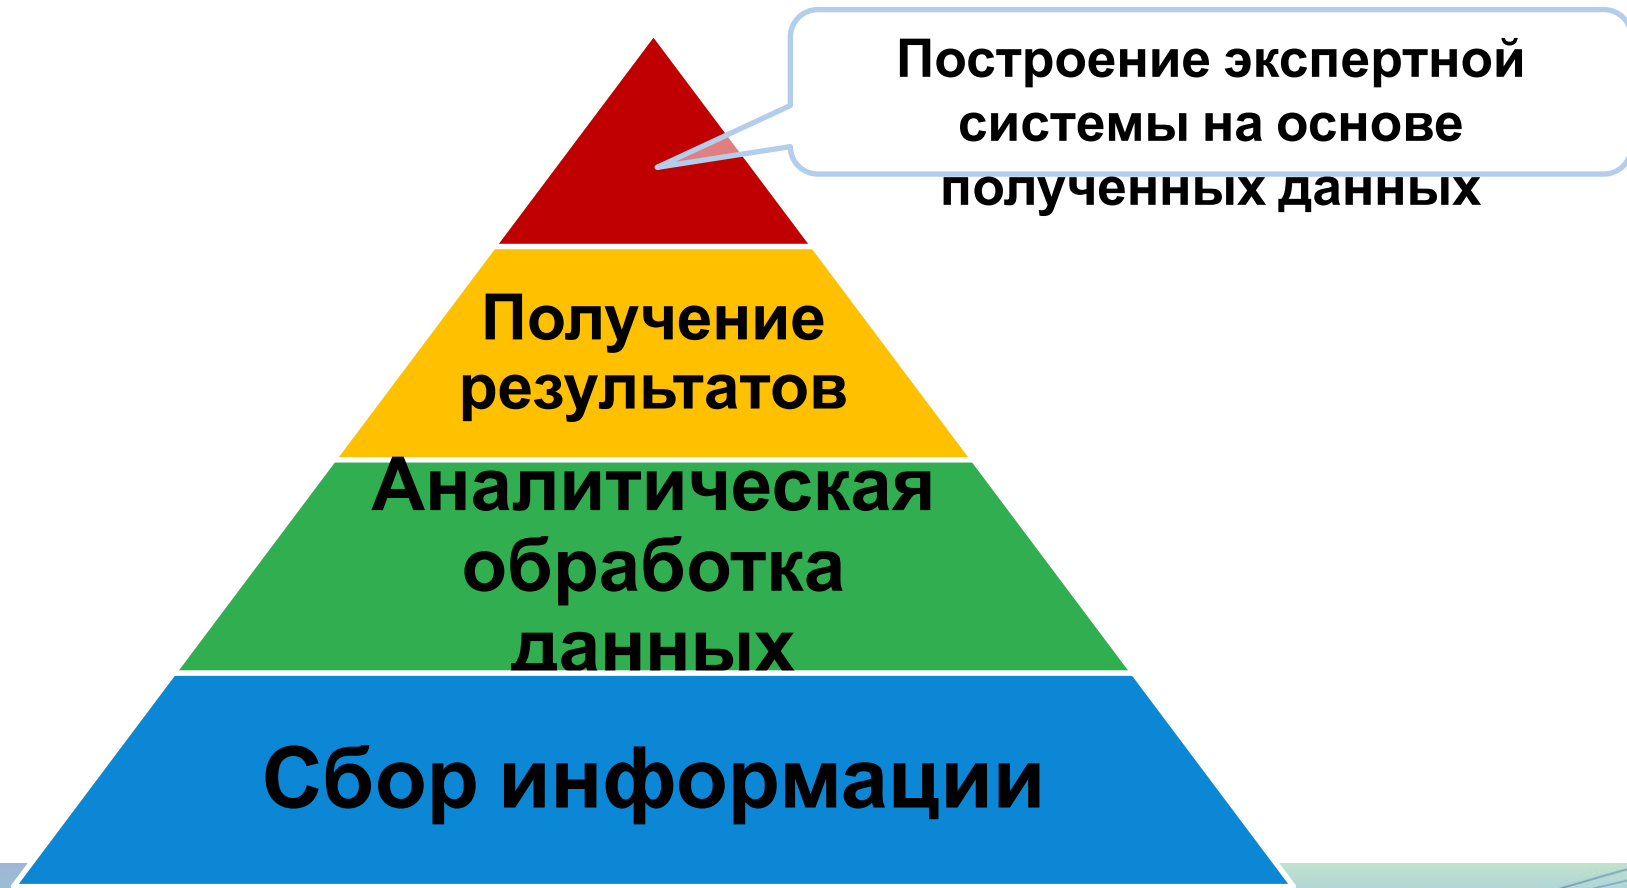 Построение экспертной
системы на основе
полученных данных
Получение
результатов
Аналитическая
обработка
данных
Сбор информации